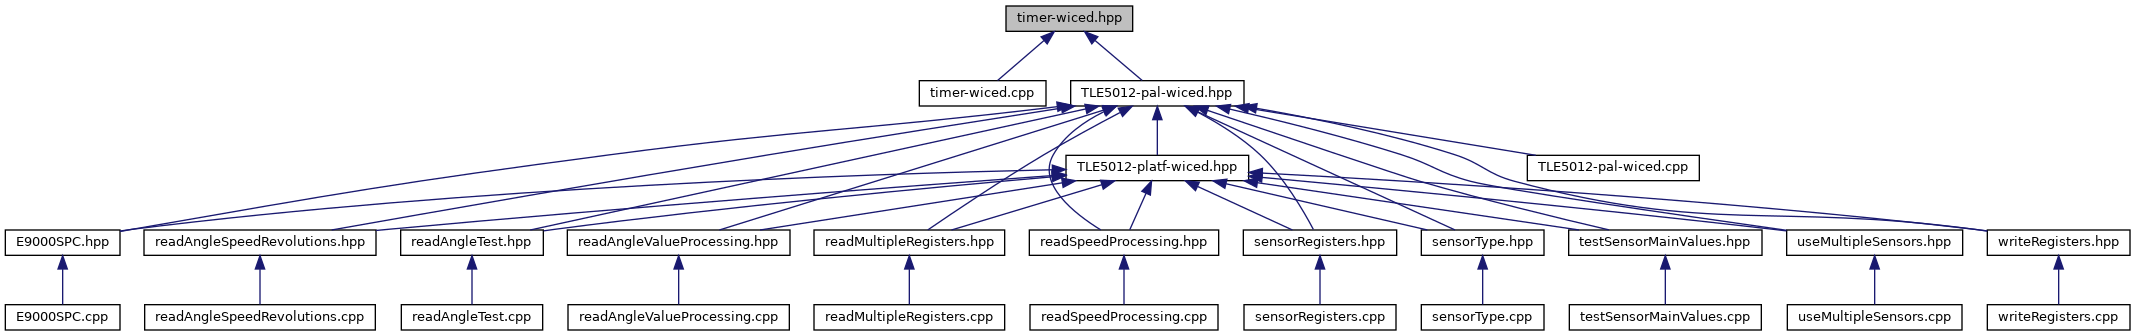 timer-wiced.hpp
timer-wiced.cpp
TLE5012-pal-wiced.hpp
TLE5012-platf-wiced.hpp
TLE5012-pal-wiced.cpp
E9000SPC.hpp
readAngleSpeedRevolutions.hpp
readAngleTest.hpp
readAngleValueProcessing.hpp
readMultipleRegisters.hpp
readSpeedProcessing.hpp
sensorRegisters.hpp
sensorType.hpp
testSensorMainValues.hpp
useMultipleSensors.hpp
writeRegisters.hpp
E9000SPC.cpp
readAngleSpeedRevolutions.cpp
readAngleTest.cpp
readAngleValueProcessing.cpp
readMultipleRegisters.cpp
readSpeedProcessing.cpp
sensorRegisters.cpp
sensorType.cpp
testSensorMainValues.cpp
useMultipleSensors.cpp
writeRegisters.cpp